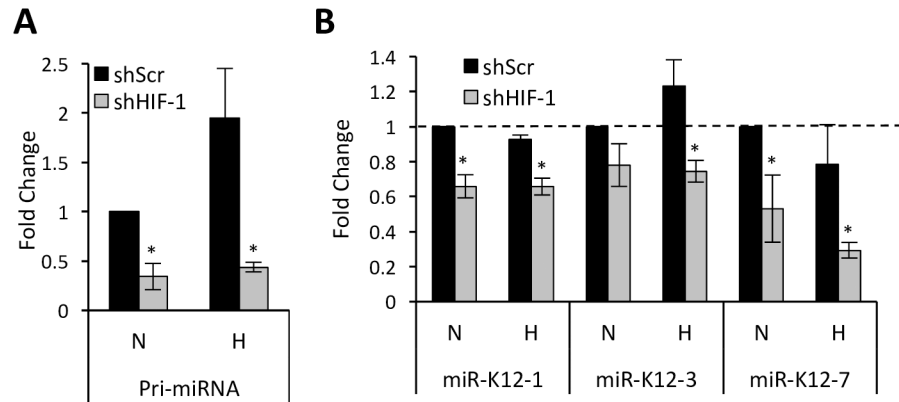 A
Fold Change
2.5
2
1.5
1
0.5
0
shScr
shHIF-1
*
*
N
H
Pri-miRNA
B
Fold Change
1.4
1.2
1
0.8
0.6
0.4
0.2
0
shScr
shHIF-1
*
*
*
*
*
N
H
N
H
N
H
miR-K12-1
miR-K12-3
miR-K12-7